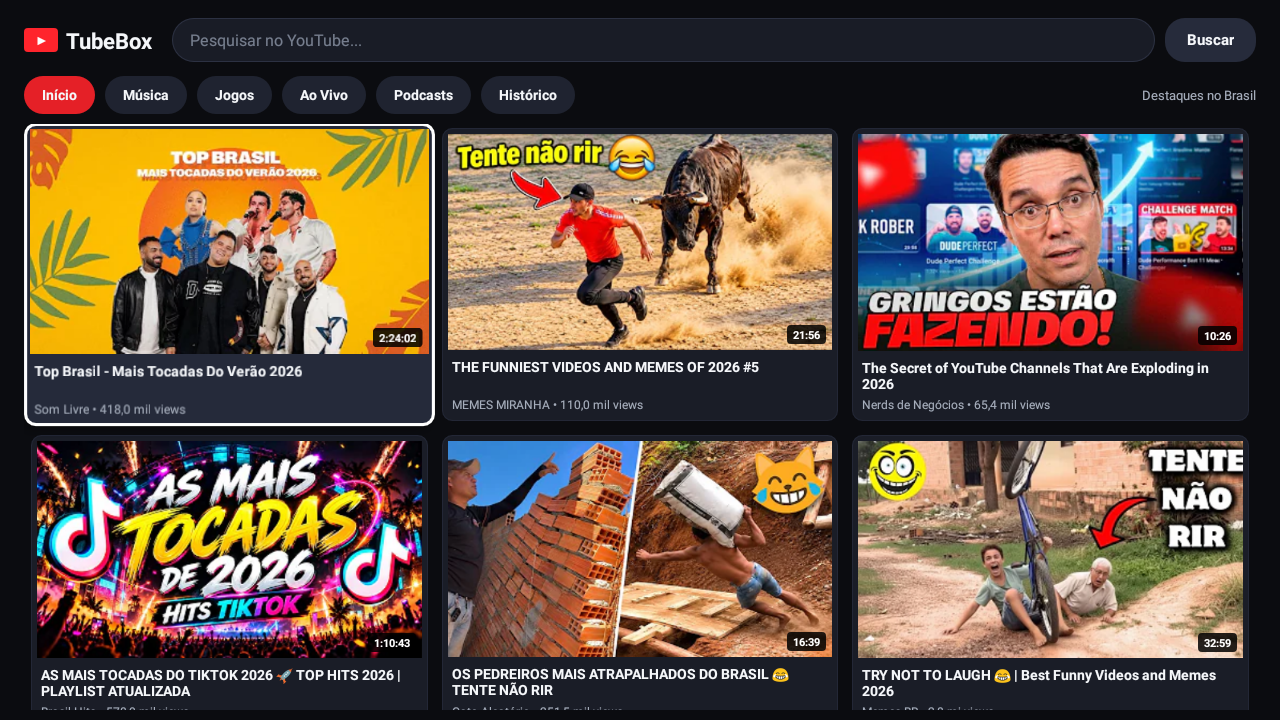 TubeBox
Pesquisar no YouTube...
Buscar
Início
Música
Jogos
Ao Vivo
Podcasts
Histórico
Destaques no Brasil
TOP BRASIL
MAIS TOCADAS DO VERÃO 2026
2:24:02
Top Brasil - Mais Tocadas Do Verão 2026
Som Livre • 418,0 mil views
Tente não rir
21:56
THE FUNNIEST VIDEOS AND MEMES OF 2026 #5
MEMES MIRANHA • 110,0 mil views
K ROBER
DUDE PERFECT
Dude Perfect Challenge
CHALLENGE MATCH
VS
GRINGOS ESTÃO
FAZENDO!
10:26
The Secret of YouTube Channels That Are Exploding in
2026
Nerds de Negócios • 65,4 mil views
AS MAIS
TOCADAS
DE 2026
HITS TIKTOK
1:10:43
AS MAIS TOCADAS DO TIKTOK 2026 🚀 TOP HITS 2026 |
PLAYLIST ATUALIZADA
16:39
OS PEDREIROS MAIS ATRAPALHADOS DO BRASIL 😂
TENTE NÃO RIR
TENTE
NÃO
RIR
32:59
TRY NOT TO LAUGH 😂 | Best Funny Videos and Memes
2026